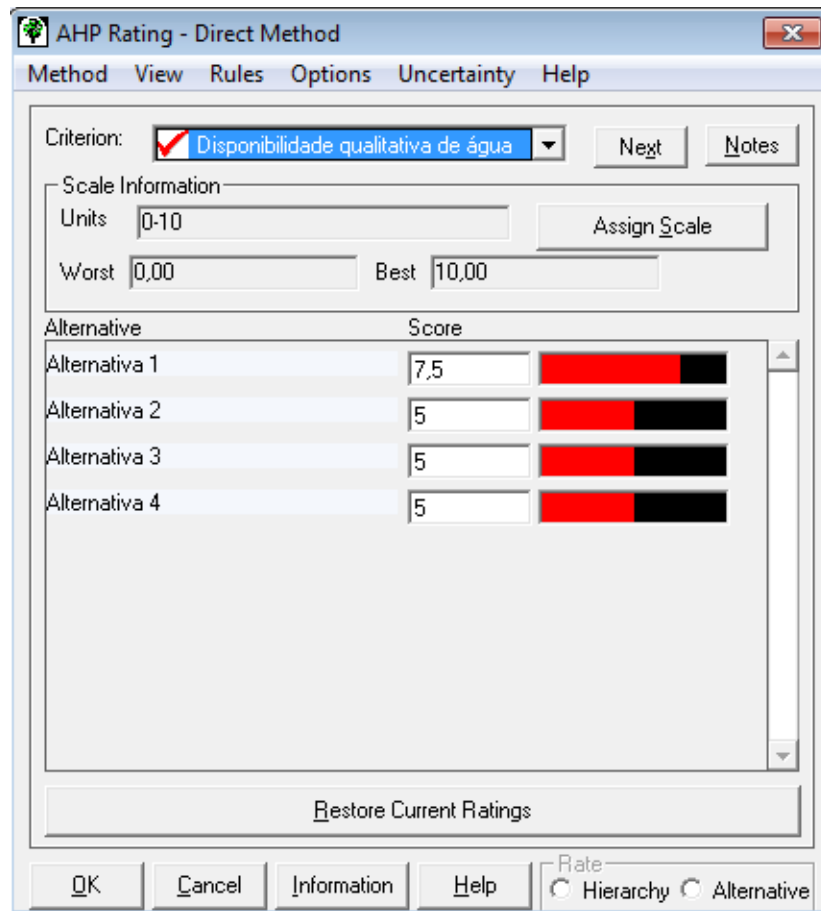 AHP Rating - Direct Method
Method View Rules Options Uncertainty Help
Criterion: Disponibilidade qualitativa de água Next Notes
Scale Information
Units 0-10 Assign Scale
Worst 0,00 Best 10,00
Alternative Score
Alternativa 1 7,5
Alternativa 2 5
Alternativa 3 5
Alternativa 4 5
Restore Current Ratings
Rate
OK Cancel Information Help Hierarchy Alternative